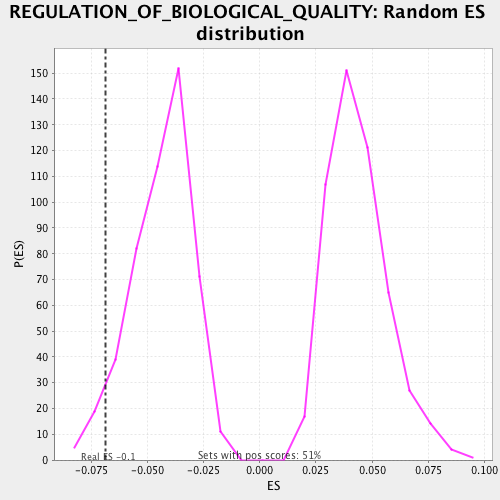 REGULATION_OF_BIOLOGICAL_QUALITY: Random ES
distribution
150
140
130
120
110
100
90
80
70
60
50
40
30
20
10
0
P(ES)
Real ES -0.1
Sets with pos scores: 51%
-0.075 -0.050 -0.025 0.000 0.025 0.050 0.075 0.100
ES